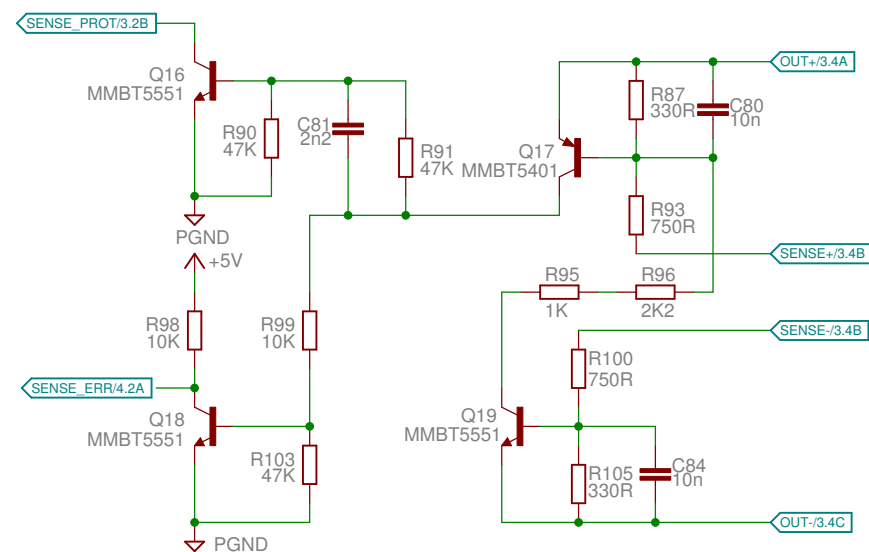 SENSE_PROT/3.2B
OUT+/3.4A
Q16
MMBT5551
R87
330R
C80
10n
R90
47K
C81
2n2
R91
47K
Q17
MMBT5401
R93
750R
PGND
+5V
SENSE+/3.4B
R95
1K
R96
2K2
R98
10K
R99
10K
SENSE-/3.4B
R100
750R
SENSE_ERR/4.2A
Q18
MMBT5551
Q19
MMBT5551
R103
47K
R105
330R
C84
10n
OUT-/3.4C
PGND